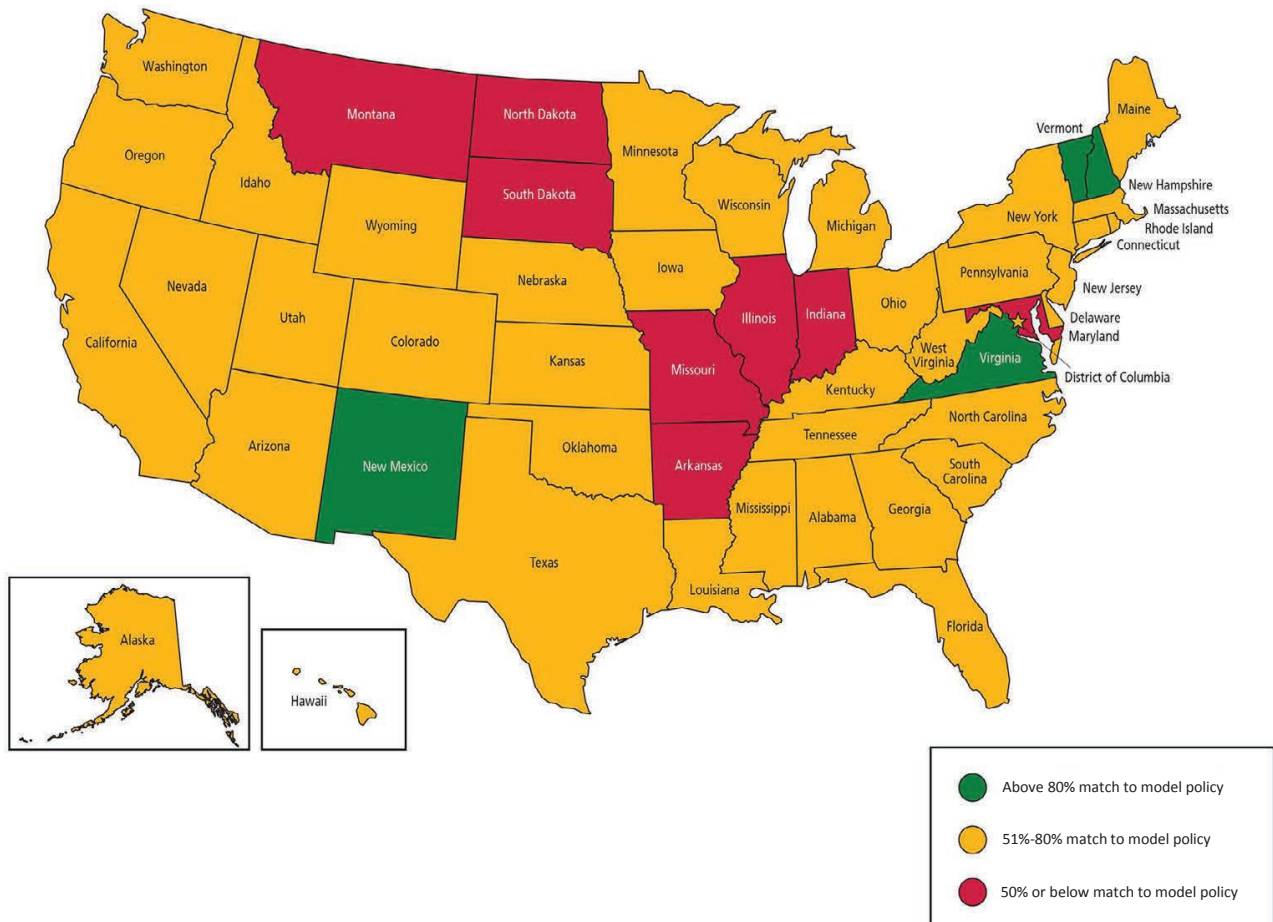 Washington
Montana
North Dakota
Maine
Vermont
Minnesota
Oregon
Idaho
South Dakota
New Hampshire
Wisconsin
Massachusetts
New York
Wyoming
Michigan
Rhode Island
Connecticut
Iowa
Pennsylvania
Nebraska
Nevada
New Jersey
Ohio
Utah
Illinois
Indiana
Delaware
California
Colorado
Maryland
West
Virginia
Virginia
Kansas
Missouri
District of Columbia
Kentucky
North Carolina
Tennessee
Arizona
Oklahoma
New Mexico
Arkansas
South
Carolina
Mississippi
Alabama
Georgia
Texas
Louisiana
Florida
Alaska
Hawaii
Above 80% match to model policy
51%-80% match to model policy
50% or below match to model policy